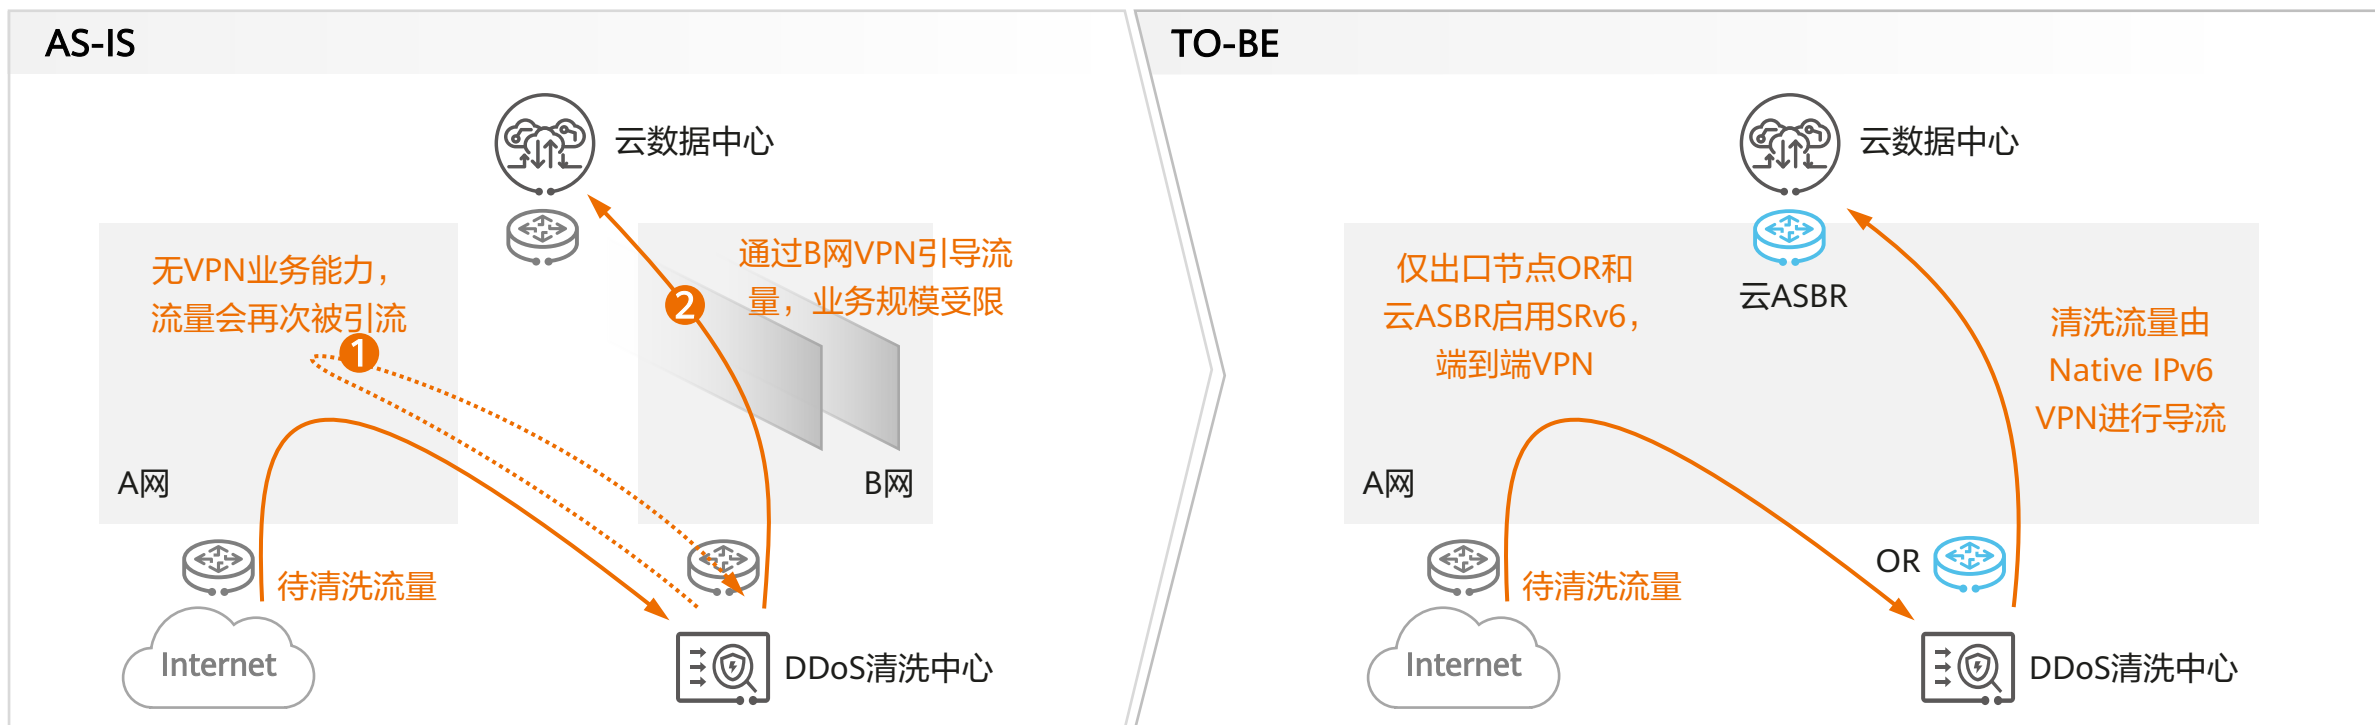 AS-IS
云数据中心
无VPN业务能力，
流量会再次被引流
1
通过B网VPN引导流
量，业务规模受限
2
A网
B网
待清洗流量
Internet
DDoS清洗中心
TO-BE
云数据中心
云ASBR
仅出口节点OR和
云ASBR启用SRv6，
端到端VPN
清洗流量由
Native IPv6
VPN进行导流
A网
OR
待清洗流量
Internet
DDoS清洗中心